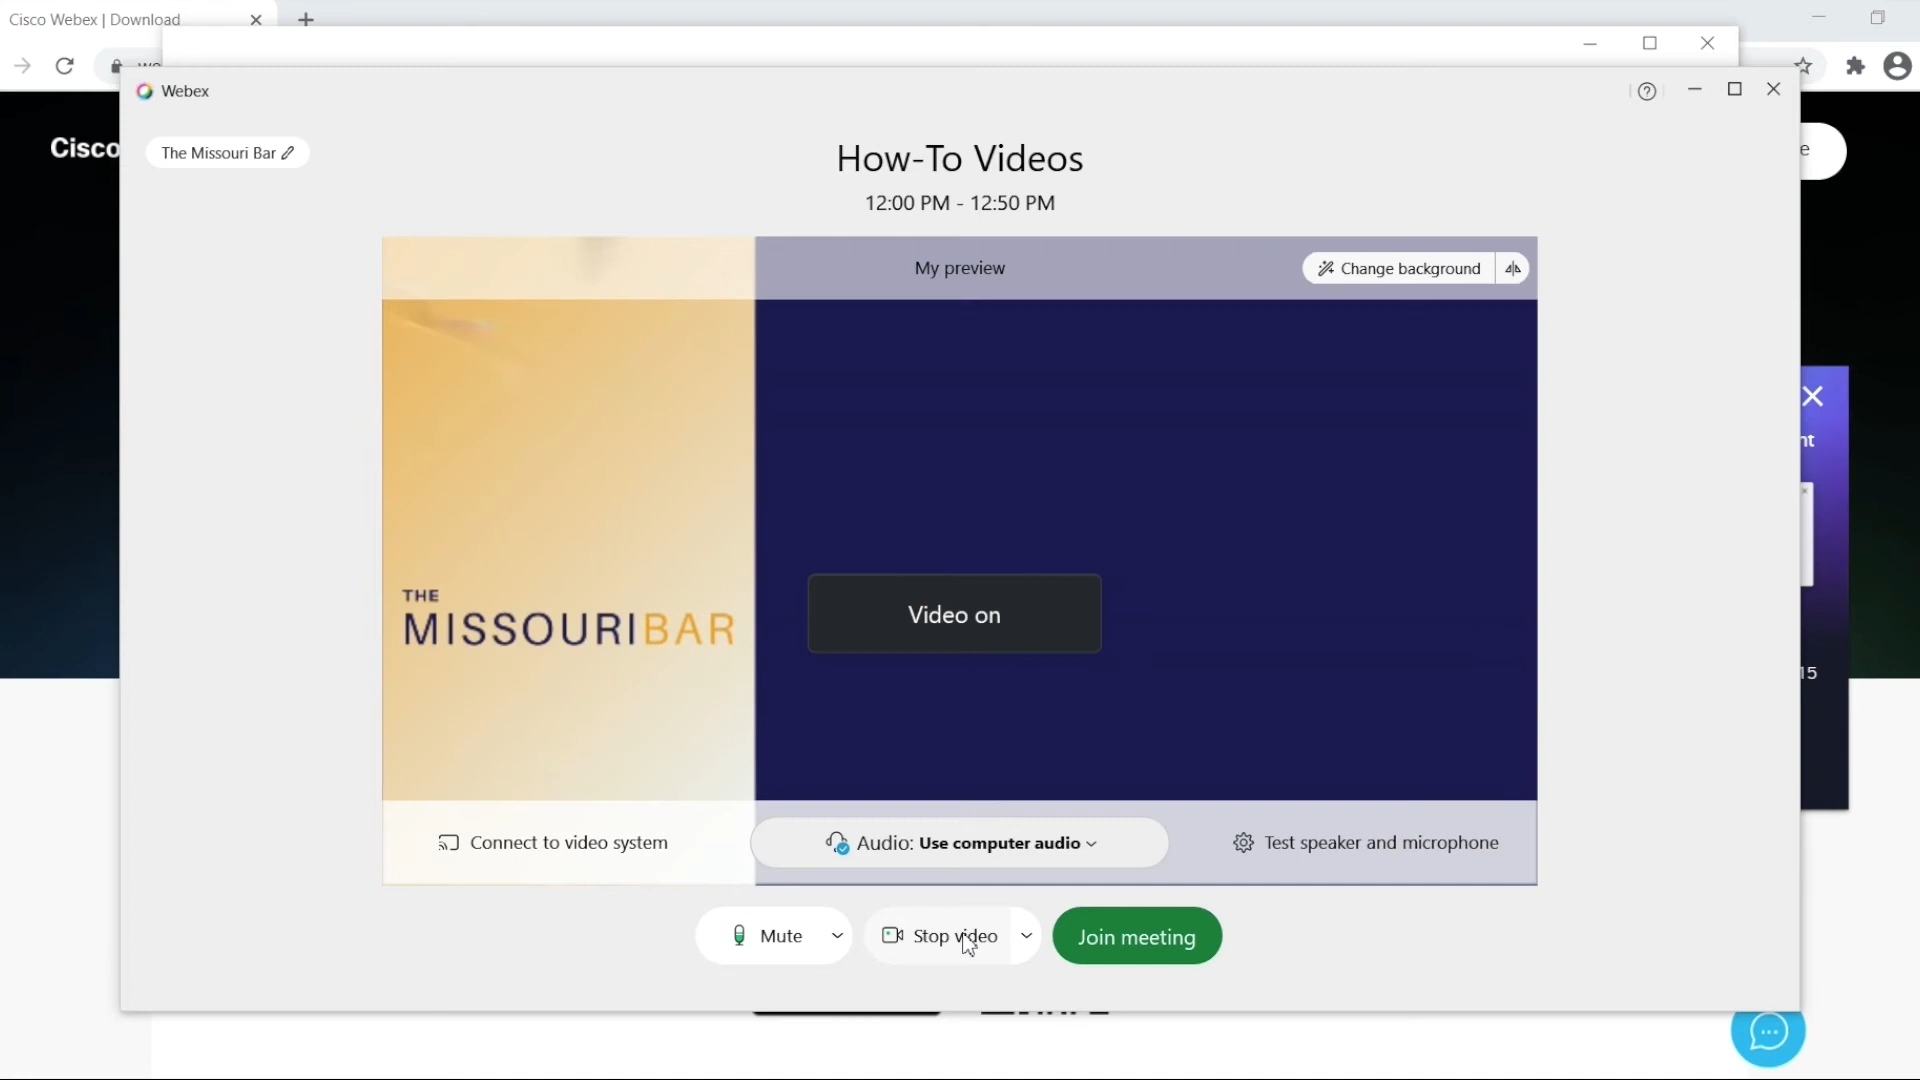 Cisco Webex | Download
Webex
Cisco
The Missouri Bar
How-To Videos
12:00 PM - 12:50 PM
My preview
Change background
THE
MISSOURIBAR
Video on
Connect to video system
Audio: Use computer audio
Test speaker and microphone
Mute
Stop video
Join meeting
15